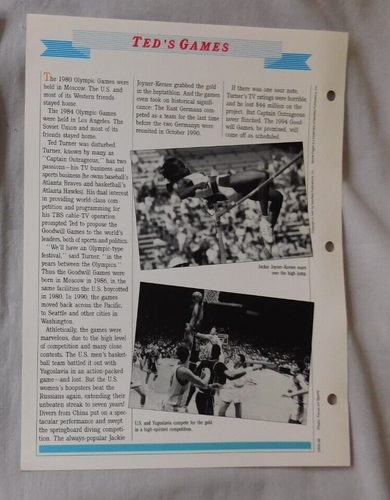 TED'S GAMES
The 1980 Olympic Games were
held in Moscow. The U.S. and
most of its Western friends
stayed home.
The 1984 Olympic Games
were held in Los Angeles. The
Soviet Union and most of its
friends stayed home.
Ted Turner was disturbed.
Turner, known by many as
"Captain Outrageous," has two
passions—his TV business and
sports business (he owns baseball's
Atlanta Braves and basketball's
Atlanta Hawks). His dual interest
in providing world-class com-
petition and programming for
his TBS cable-TV operation
prompted Ted to propose the
Goodwill Games to the world's
leaders, both of sports and politics.
"We'll have an Olympic-type
festival," said Turner, "in the
years between the Olympics."
Thus the Goodwill Games were
born in Moscow in 1986, in the
same facilities the U.S. boycotted
in 1980. In 1990, the games
moved back across the Pacific,
to Seattle and other cities in
Washington.
Athletically, the games were
marvelous, due to the high level
of competition and many close
contests. The U.S. men's basket-
ball team battled it out with
Yugoslavia in an action-packed
game—and lost. But the U.S.
women's hoopsters beat the
Russians again, extending their
unbeaten streak to seven years!
Divers from China put on a spec-
tacular performance and swept
the springboard diving competi-
tion. The always-popular Jackie
Joyner-Kersee grabbed the gold
in the heptathlon. And the games
even took on historical signifi-
cance: The East Germans com-
peted as a team for the last time
before the two Germanys were
reunited in October 1990.
If there was one sour note,
Turner's TV ratings were horrible,
and he lost $44 million on the
project. But Captain Outrageous
never flinched. The 1994 Good-
will Games, he promised, will
come off as scheduled.
Jackie Joyner-Kersee soars
over the high jump.
U.S. and Yugoslavia compete for the gold
in a high-spirited competition.